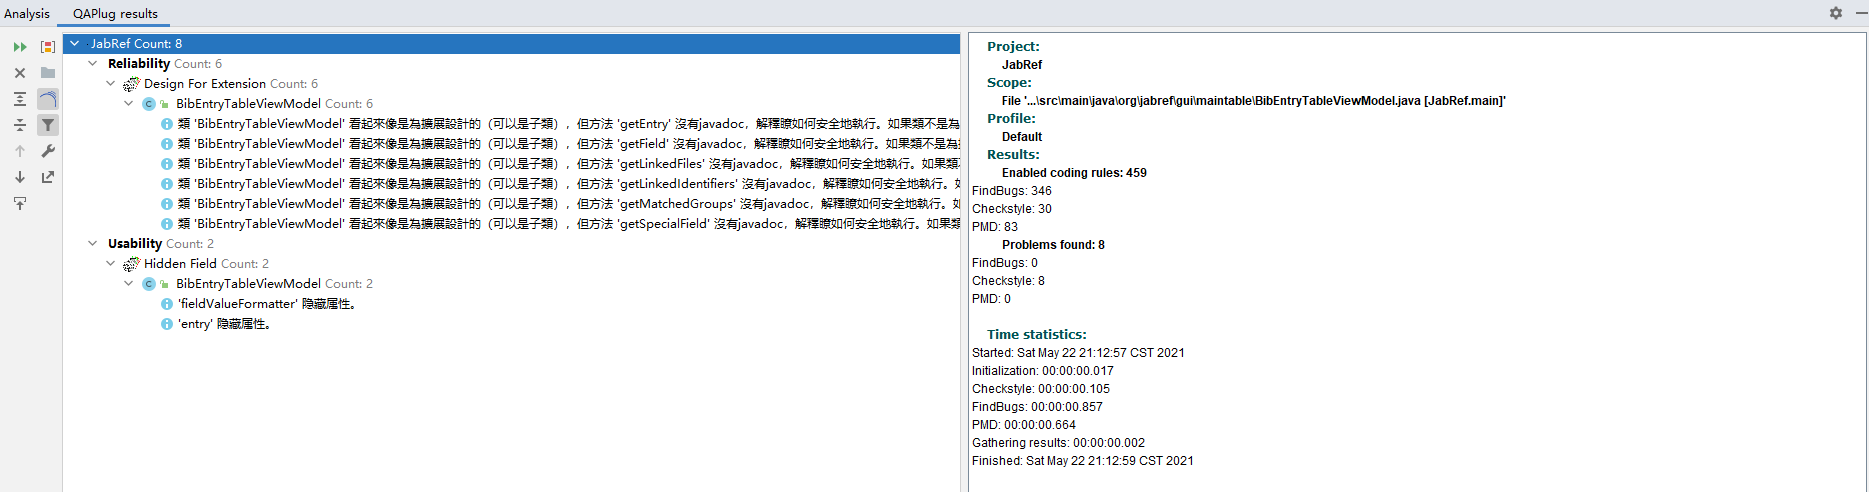 Analysis QAPlug results
JabRef Count: 8
Reliability Count: 6
Design For Extension Count: 6
BibEntryTableViewModel Count: 6
類 'BibEntryTableViewModel' 看起來像是為擴展設計的（可以是子類），但方法 'getEntry' 沒有javadoc，解釋瞭如何安全地執行。如果類不是為
類 'BibEntryTableViewModel' 看起來像是為擴展設計的（可以是子類），但方法 'getField' 沒有javadoc，解釋瞭如何安全地執行。如果類不是為
類 'BibEntryTableViewModel' 看起來像是為擴展設計的（可以是子類），但方法 'getLinkedFiles' 沒有javadoc，解釋瞭如何安全地執行。如果類
類 'BibEntryTableViewModel' 看起來像是為擴展設計的（可以是子類），但方法 'getLinkedIdentifiers' 沒有javadoc，解釋瞭如何安全地執行。如
類 'BibEntryTableViewModel' 看起來像是為擴展設計的（可以是子類），但方法 'getMatchedGroups' 沒有javadoc，解釋瞭如何安全地執行。如
類 'BibEntryTableViewModel' 看起來像是為擴展設計的（可以是子類），但方法 'getSpecialField' 沒有javadoc，解釋瞭如何安全地執行。如果類
Usability Count: 2
Hidden Field Count: 2
BibEntryTableViewModel Count: 2
'fieldValueFormatter' 隐藏属性。
'entry' 隐藏属性。
Project:
JabRef
Scope:
File '...\src\main\java\org\jabref\gui\maintable\BibEntryTableViewModel.java [JabRef.main]'
Profile:
Default
Results:
Enabled coding rules: 459
FindBugs: 346
Checkstyle: 30
PMD: 83
Problems found: 8
FindBugs: 0
Checkstyle: 8
PMD: 0
Time statistics:
Started: Sat May 22 21:12:57 CST 2021
Initialization: 00:00:00.017
Checkstyle: 00:00:00.105
FindBugs: 00:00:00.857
PMD: 00:00:00.664
Gathering results: 00:00:00.002
Finished: Sat May 22 21:12:59 CST 2021